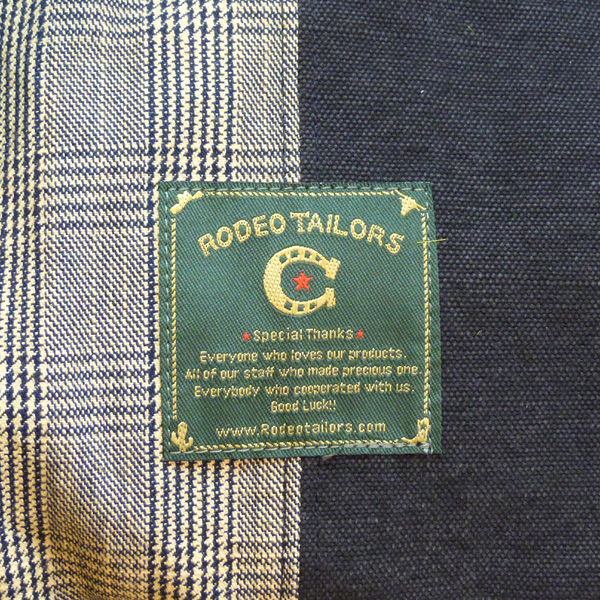 RODEO TAILORS
Special Thanks
Everyone who loves our products.
All of our staff who made precious one.
Everybody who cooperated with us.
Good Luck!!
www.Rodeotailors.com